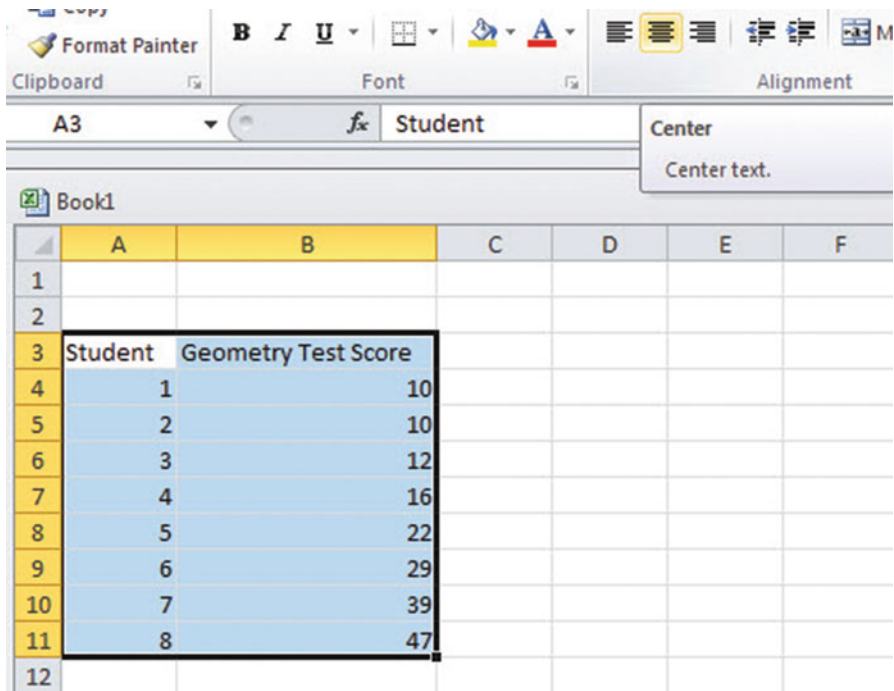 Copy
Format Painter B I U A M
Clipboard Font Alignment
A3 fx Student Center
Center text.
Book1
A B C D E F
1
2
3 Student Geometry Test Score
4 1 10
5 2 10
6 3 12
7 4 16
8 5 22
9 6 29
10 7 39
11 8 47
12